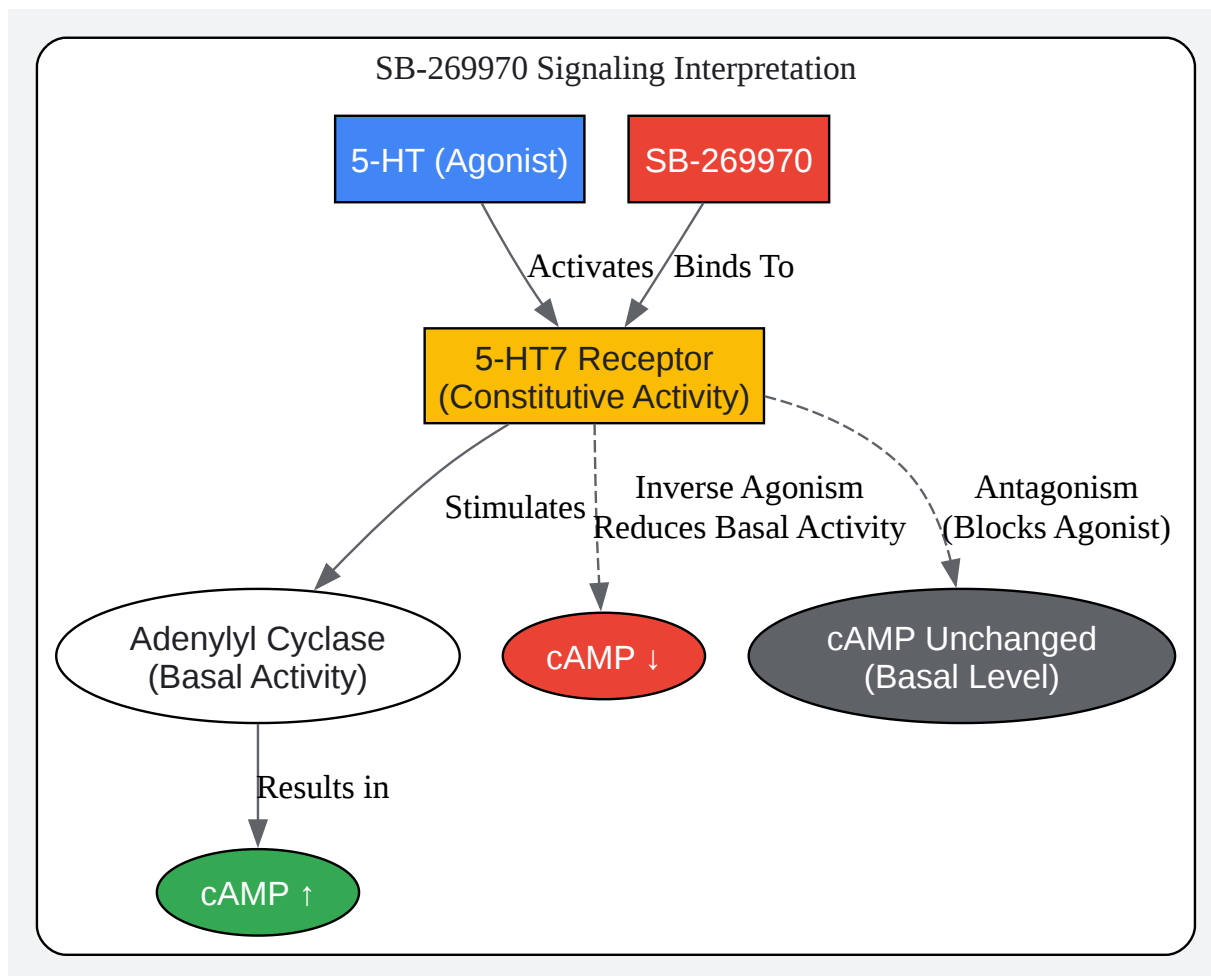 SB-269970 Signaling Interpretation
5-HT (Agonist)
SB-269970
Activates
Binds To
5-HT7 Receptor
(Constitutive Activity)
Stimulates
Inverse Agonism
Reduces Basal Activity
Antagonism
(Blocks Agonist)
Adenylyl Cyclase
(Basal Activity)
cAMP ↓
cAMP Unchanged
(Basal Level)
Results in
cAMP ↑